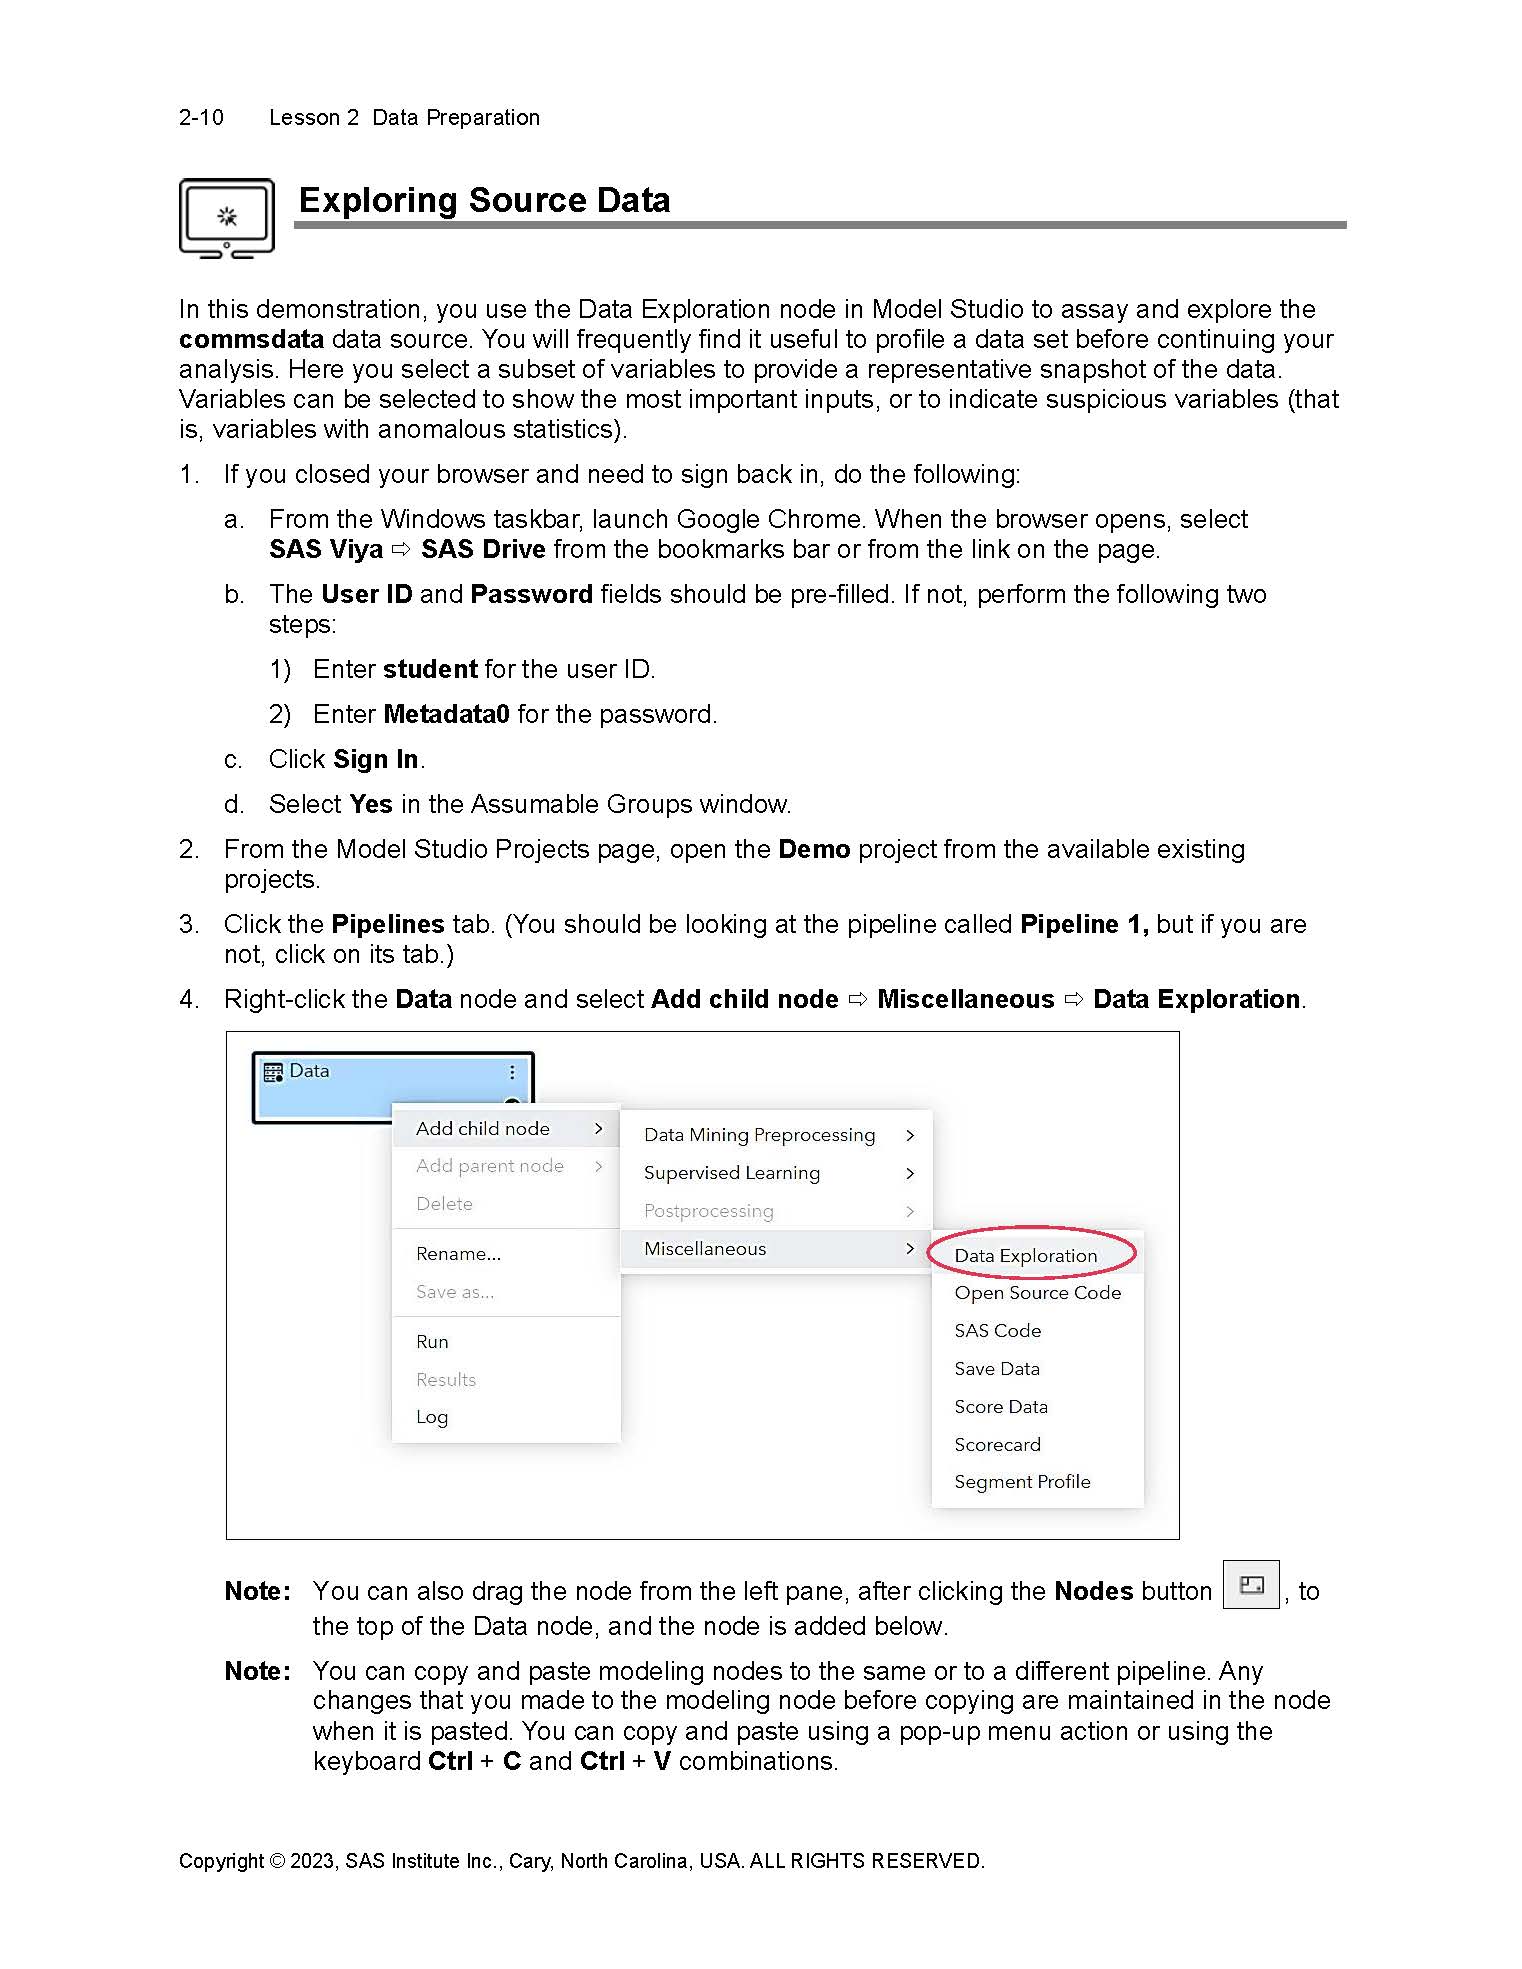 2-10 Lesson 2 Data Preparation
Exploring Source Data
In this demonstration, you use the Data Exploration node in Model Studio to assay and explore the
commsdata data source. You will frequently find it useful to profile a data set before continuing your
analysis. Here you select a subset of variables to provide a representative snapshot of the data.
Variables can be selected to show the most important inputs, or to indicate suspicious variables (that
is, variables with anomalous statistics).
1. If you closed your browser and need to sign back in, do the following:
a. From the Windows taskbar, launch Google Chrome. When the browser opens, select
SAS Viya ⇨ SAS Drive from the bookmarks bar or from the link on the page.
b. The User ID and Password fields should be pre-filled. If not, perform the following two
steps:
1) Enter student for the user ID.
2) Enter Metadata0 for the password.
c. Click Sign In.
d. Select Yes in the Assumable Groups window.
2. From the Model Studio Projects page, open the Demo project from the available existing
projects.
3. Click the Pipelines tab. (You should be looking at the pipeline called Pipeline 1, but if you are
not, click on its tab.)
4. Right-click the Data node and select Add child node ⇨ Miscellaneous ⇨ Data Exploration.
Data
Add child node
Add parent node
Delete
Rename...
Save as...
Run
Results
Log
Data Mining Preprocessing
Supervised Learning
Postprocessing
Miscellaneous
Data Exploration
Open Source Code
SAS Code
Save Data
Score Data
Scorecard
Segment Profile
Note: You can also drag the node from the left pane, after clicking the Nodes button , to
the top of the Data node, and the node is added below.
Note: You can copy and paste modeling nodes to the same or to a different pipeline. Any
changes that you made to the modeling node before copying are maintained in the node
when it is pasted. You can copy and paste using a pop-up menu action or using the
keyboard Ctrl + C and Ctrl + V combinations.
Copyright © 2023, SAS Institute Inc., Cary, North Carolina, USA. ALL RIGHTS RESERVED.